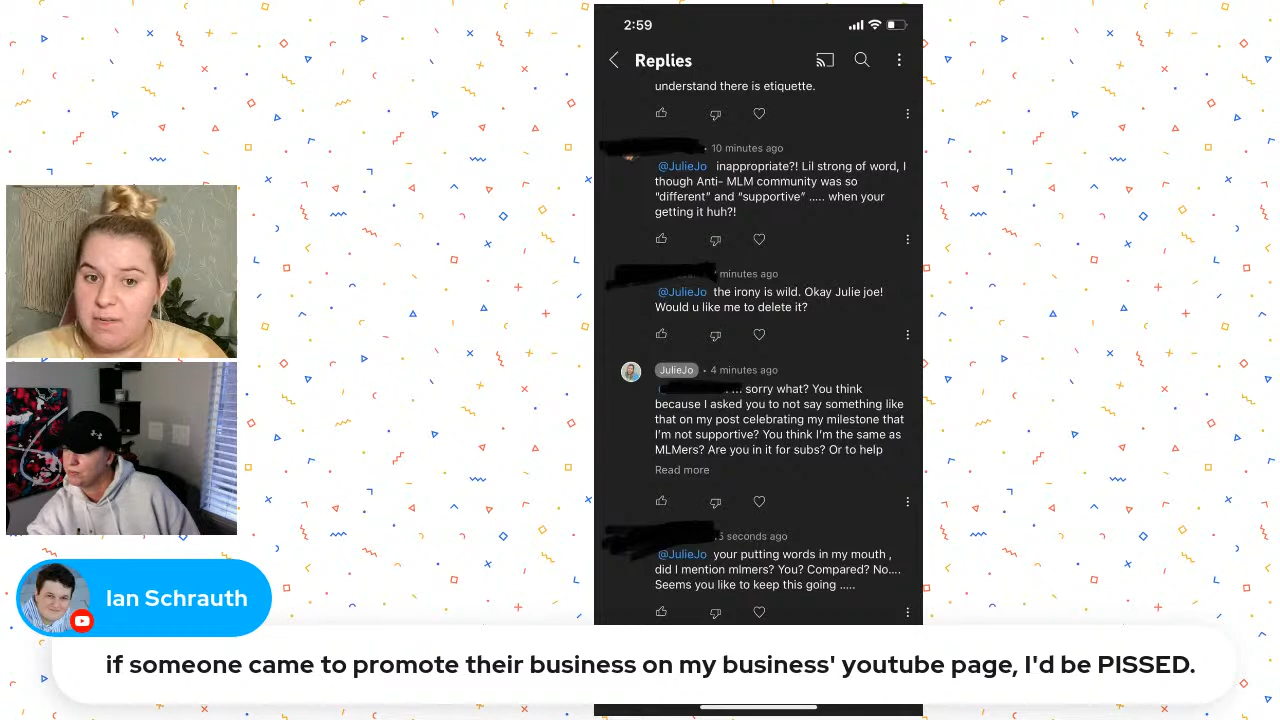 2:59
Replies
understand there is etiquette.
10 minutes ago
@JulieJo inappropriate?! Lil strong of word, I
though Anti- MLM community was so
"different" and "supportive" ..... when your
getting it huh?!
minutes ago
@JulieJo the irony is wild. Okay Julie joe!
Would u like me to delete it?
JulieJo · 4 minutes ago
... sorry what? You think
because I asked you to not say something like
that on my post celebrating my milestone that
I'm not supportive? You think I'm the same as
MLMers? Are you in it for subs? Or to help
Read more
seconds ago
@JulieJo your putting words in my mouth ,
did I mention mlmers? You? Compared? No....
Seems you like to keep this going .....
Ian Schrauth
if someone came to promote their business on my business' youtube page, I'd be PISSED.